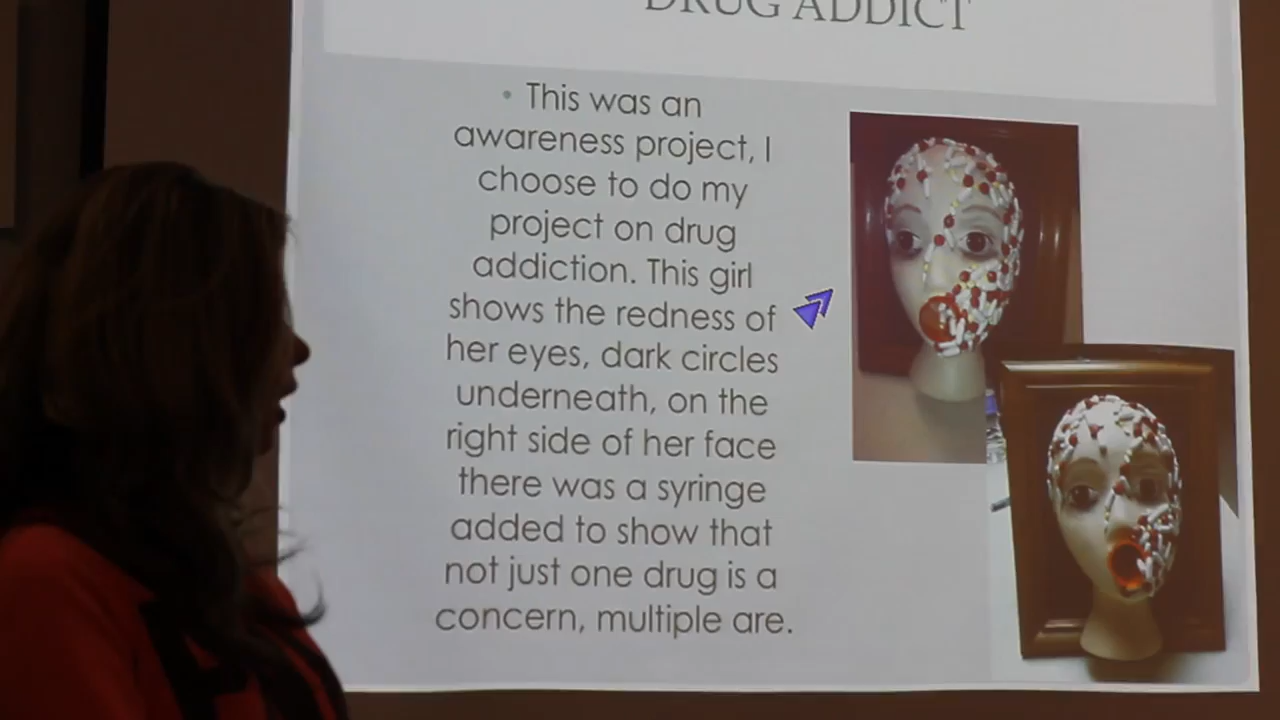 DRUG ADDICT
• This was an
awareness project, I
choose to do my
project on drug
addiction. This girl
shows the redness of
her eyes, dark circles
underneath, on the
right side of her face
there was a syringe
added to show that
not just one drug is a
concern, multiple are.